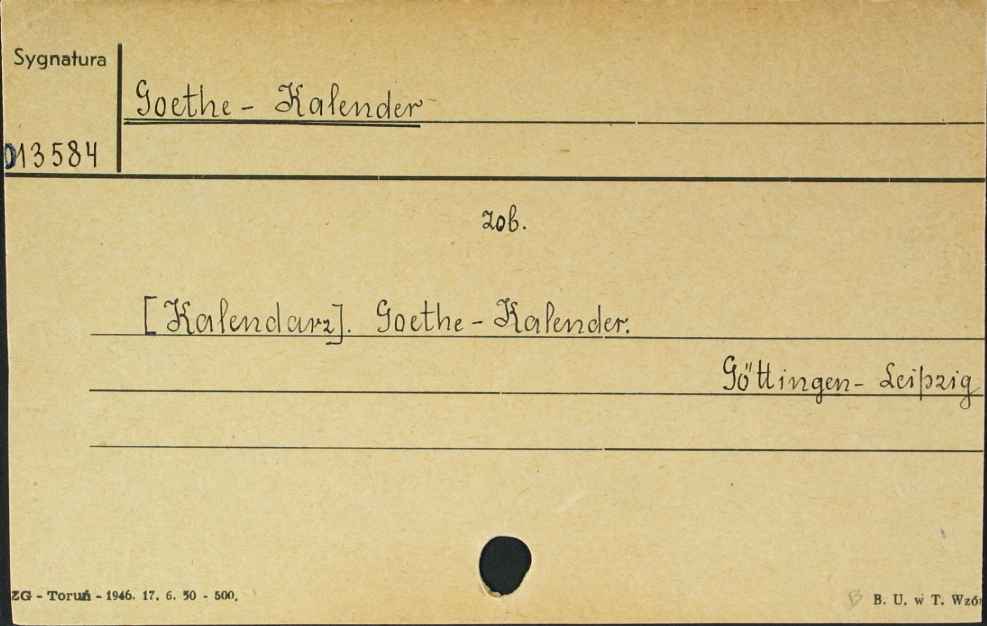 Sygnatura
Goethe - Kalender
013584
zob.
[Kalendarz]. Goethe - Kalender.
Göttingen - Leipzig
ZG - Toruń - 1946. 17. 6. 50 - 500.
B. U. w T. Wzór